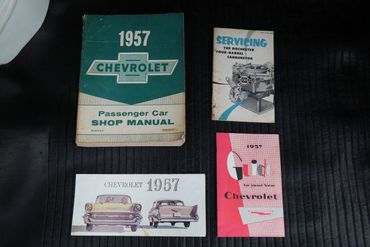 1957
CHEVROLET
Passenger Car
SHOP MANUAL
SERVICING
THE ROCHESTER
FOUR-BARREL
CARBURETOR
CHEVROLET 1957
1957
Guide
to your new
Chevrolet